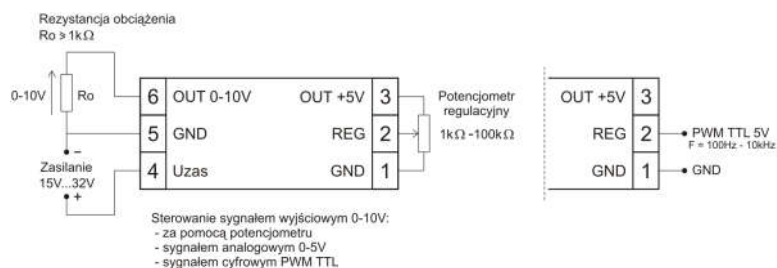 Rezystancja obciążenia
Ro ≥ 1kΩ
0-10V
Ro
6 OUT 0-10V
5 GND
4 Uzas
–
Zasilanie
15V...32V
+
OUT +5V 3
REG 2
GND 1
Potencjometr
regulacyjny
1kΩ -100kΩ
OUT +5V 3
REG 2
GND 1
PWM TTL 5V
F = 100Hz - 10kHz
GND
Sterowanie sygnałem wyjściowym 0-10V:
- za pomocą potencjometru
- sygnałem analogowym 0-5V
- sygnałem cyfrowym PWM TTL